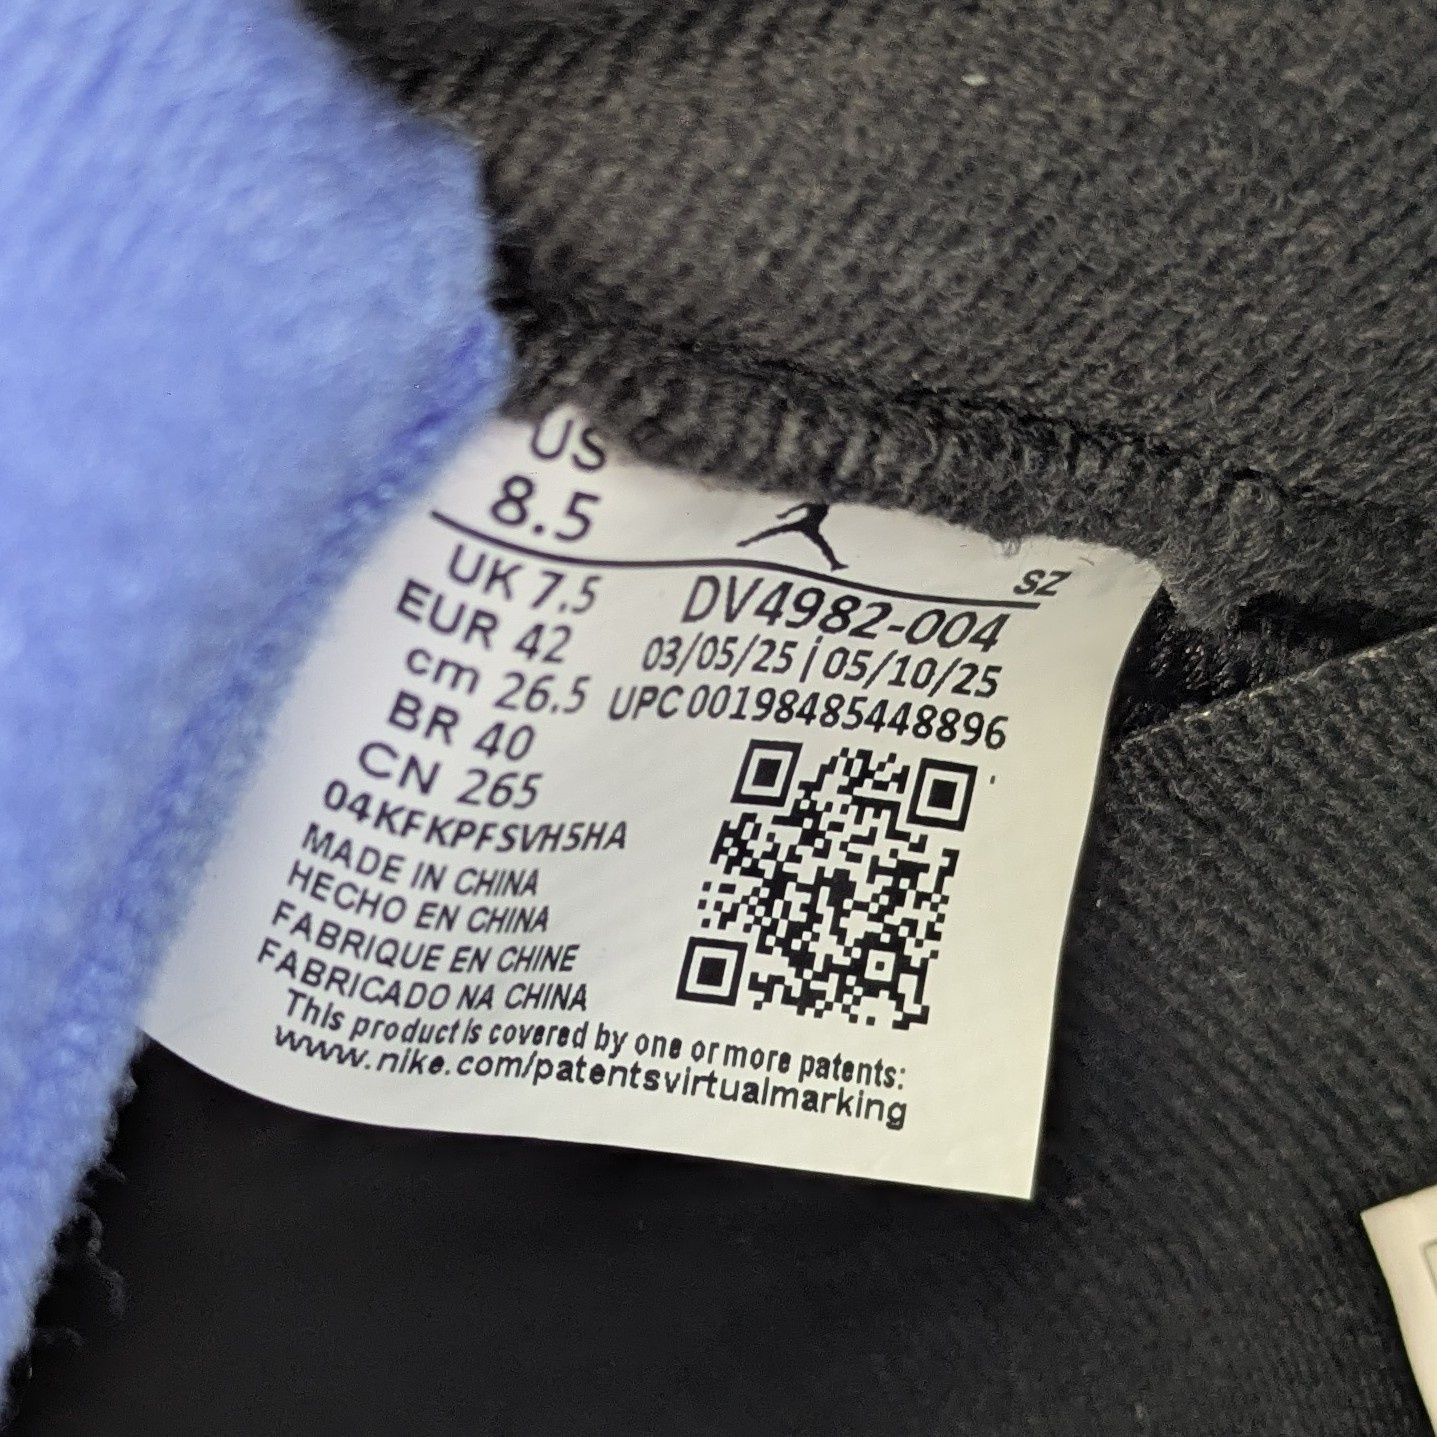 US
8.5
SZ
UK 7.5
EUR 42
cm 26.5
BR 40
CN 265
04KFKPFSVH5HA
MADE IN CHINA
HECHO EN CHINA
FABRIQUE EN CHINE
FABRICADO NA CHINA
DV4982-004
03/05/25 | 05/10/25
UPC 00198485448896
This product is covered by one or more patents:
www.nike.com/patentsvirtualmarking